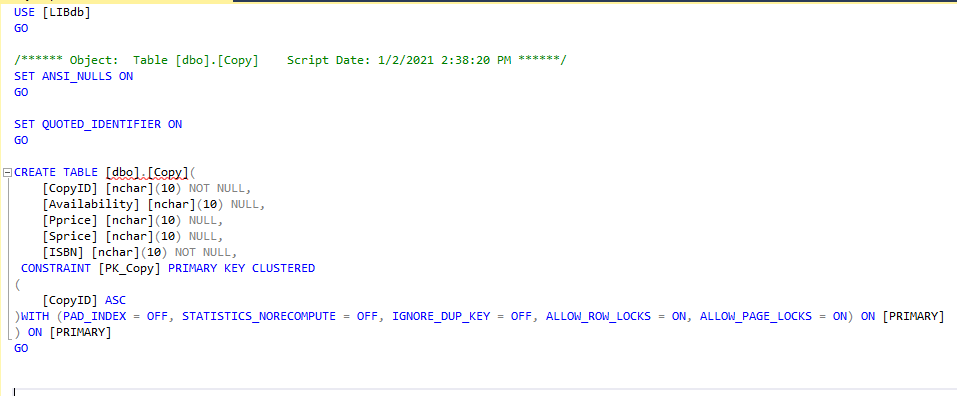 USE [LIBdb]
GO
/****** Object:  Table [dbo].[Copy]    Script Date: 1/2/2021 2:38:20 PM ******/
SET ANSI_NULLS ON
GO
SET QUOTED_IDENTIFIER ON
GO
CREATE TABLE [dbo].[Copy](
    [CopyID] [nchar](10) NOT NULL,
    [Availability] [nchar](10) NULL,
    [Pprice] [nchar](10) NULL,
    [Sprice] [nchar](10) NULL,
    [ISBN] [nchar](10) NOT NULL,
 CONSTRAINT [PK_Copy] PRIMARY KEY CLUSTERED
(
    [CopyID] ASC
)WITH (PAD_INDEX = OFF, STATISTICS_NORECOMPUTE = OFF, IGNORE_DUP_KEY = OFF, ALLOW_ROW_LOCKS = ON, ALLOW_PAGE_LOCKS = ON) ON [PRIMARY]
) ON [PRIMARY]
GO